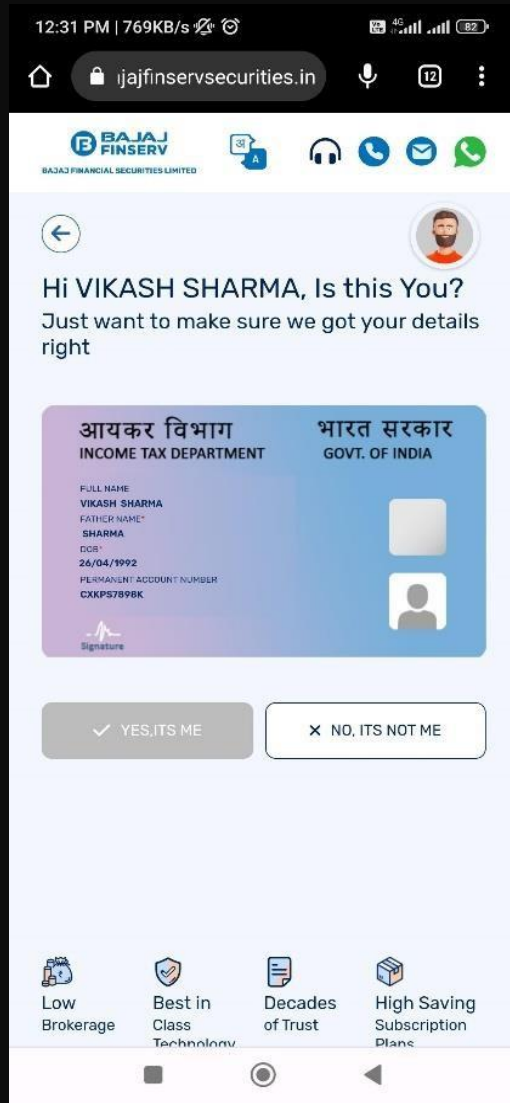 12:31 PM | 769KB/s
4G
82
ijajfinservsecurities.in
12
B BAJAJ
FINSERV
BAJAJ FINANCIAL SECURITIES LIMITED
अ
A
Hi VIKASH SHARMA, Is this You?
Just want to make sure we got your details
right
आयकर विभाग
भारत सरकार
INCOME TAX DEPARTMENT
GOVT. OF INDIA
FULL NAME
VIKASH SHARMA
FATHER NAME*
SHARMA
DOB*
26/04/1992
PERMANENT ACCOUNT NUMBER
CXKPS7898K
Signature
YES,ITS ME
NO, ITS NOT ME
Low
Brokerage
Best in
Class
Technology
Decades
of Trust
High Saving
Subscription
Plans